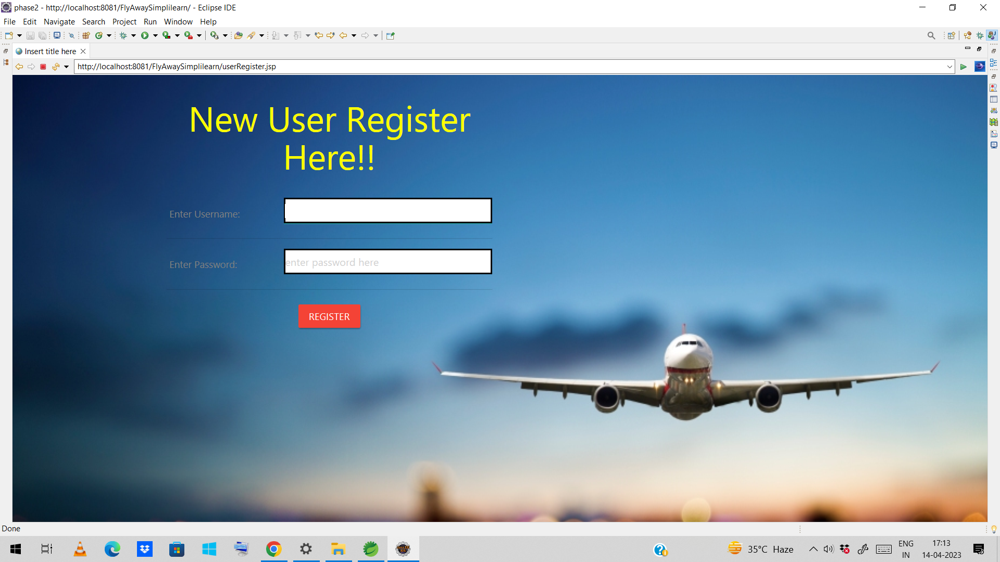 phase2 - http://localhost:8081/FlyAwaySimplilearn/ - Eclipse IDE
File Edit Navigate Search Project Run Window Help
Insert title here
http://localhost:8081/FlyAwaySimplilearn/userRegister.jsp
New User Register
Here!!
Enter Username:
Enter Password:
enter password here
REGISTER
Done
35°C Haze
ENG
IN
17:13
14-04-2023